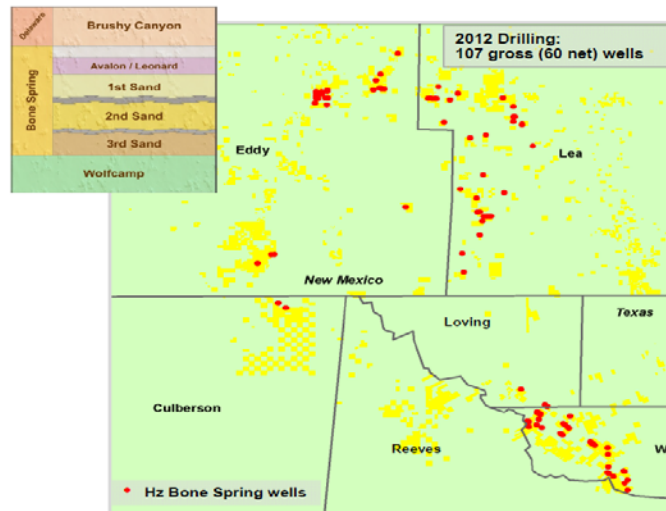 Delaware
Brushy Canyon
Bone Spring
Avalon / Leonard
1st Sand
2nd Sand
3rd Sand
Wolfcamp
2012 Drilling:
107 gross (60 net) wells
Eddy
Lea
New Mexico
Loving
Texas
Culberson
Reeves
W
Hz Bone Spring wells